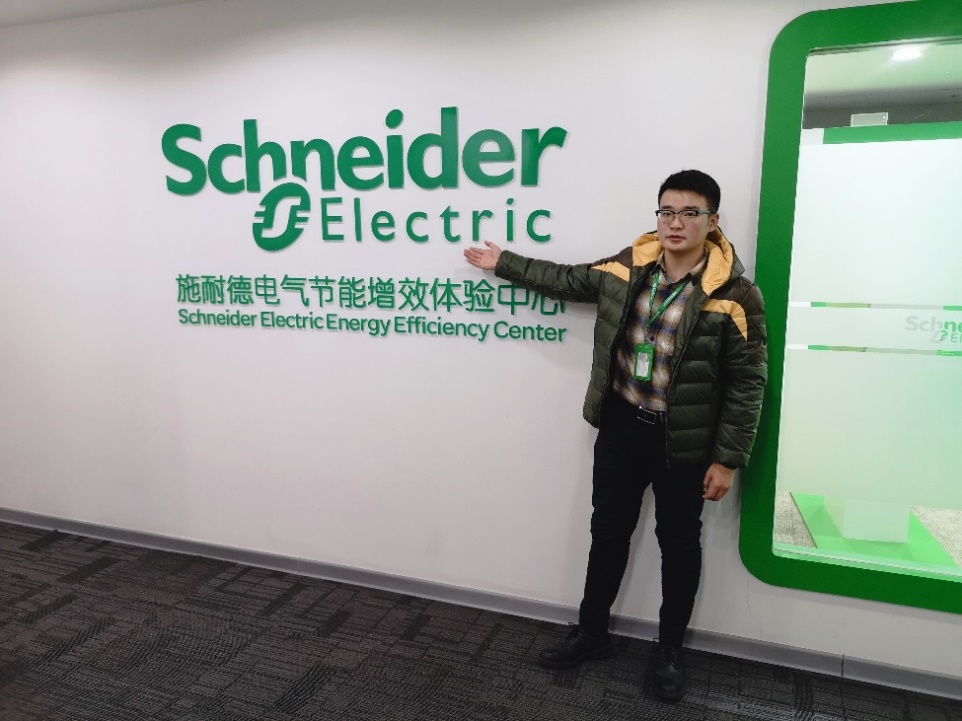 Schneider
Electric
施耐德电气节能增效体验中心
Schneider Electric Energy Efficiency Center